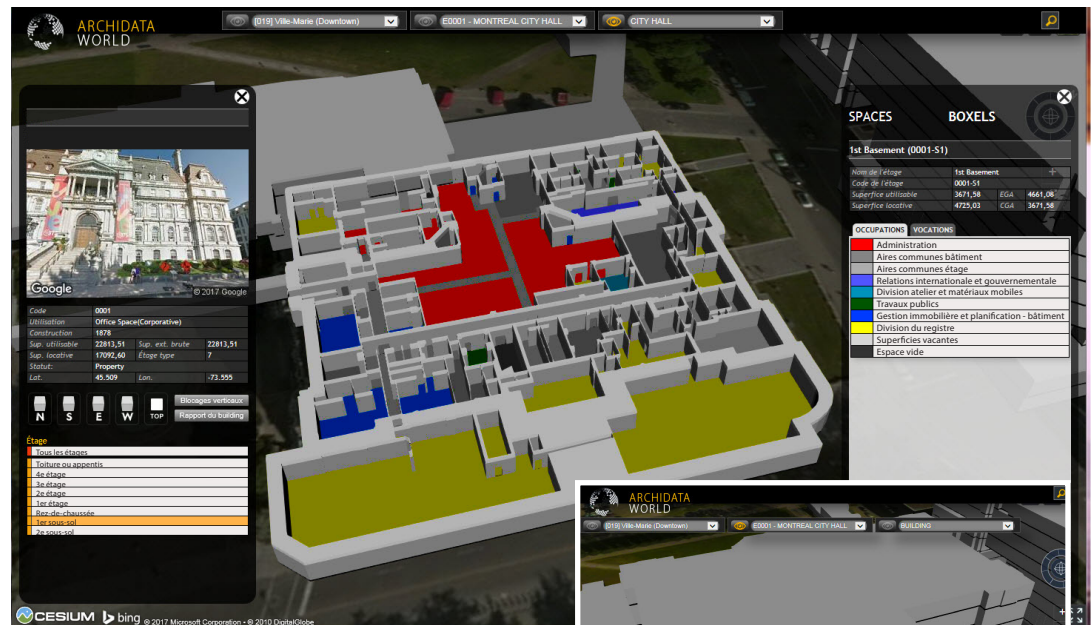 ARCHIDATA
WORLD
[019] Ville-Marie (Downtown)
E0001 - MONTREAL CITY HALL
CITY HALL
Google
© 2017 Google
Code 0001
Utilisation Office Space(Corporative)
Construction 1878
Sup. utilisable 22813,51 Sup. ext. brute 22813,51
Sup. locative 17092,60 Étage type 7
Statut: Property
Lat. 45.509 Lon. -73.555
N S E W TOP
Blocages verticaux
Rapport du building
Étage
Tous les étages
Toiture ou appentis
4e étage
3e étage
2e étage
1er étage
Rez-de-chaussée
1er sous-sol
2e sous-sol
CESIUM bing © 2017 Microsoft Corporation - © 2010 DigitalGlobe
SPACES BOXELS
1st Basement (0001-S1)
Nom de l'étage 1st Basement
Code de l'étage 0001-S1
Superfice utilisable 3671,58 EGA 4661,08
Superfice locative 4725,03 CGA 3671,58
OCCUPATIONS VOCATIONS
Administration
Aires communes bâtiment
Aires communes étage
Relations internationale et gouvernementale
Division atelier et matériaux mobiles
Travaux publics
Gestion immobilière et planification - bâtiment
Division du registre
Superficies vacantes
Espace vide
ARCHIDATA
WORLD
[019] Ville-Marie (Downtown)
E0001 - MONTREAL CITY HALL
BUILDING